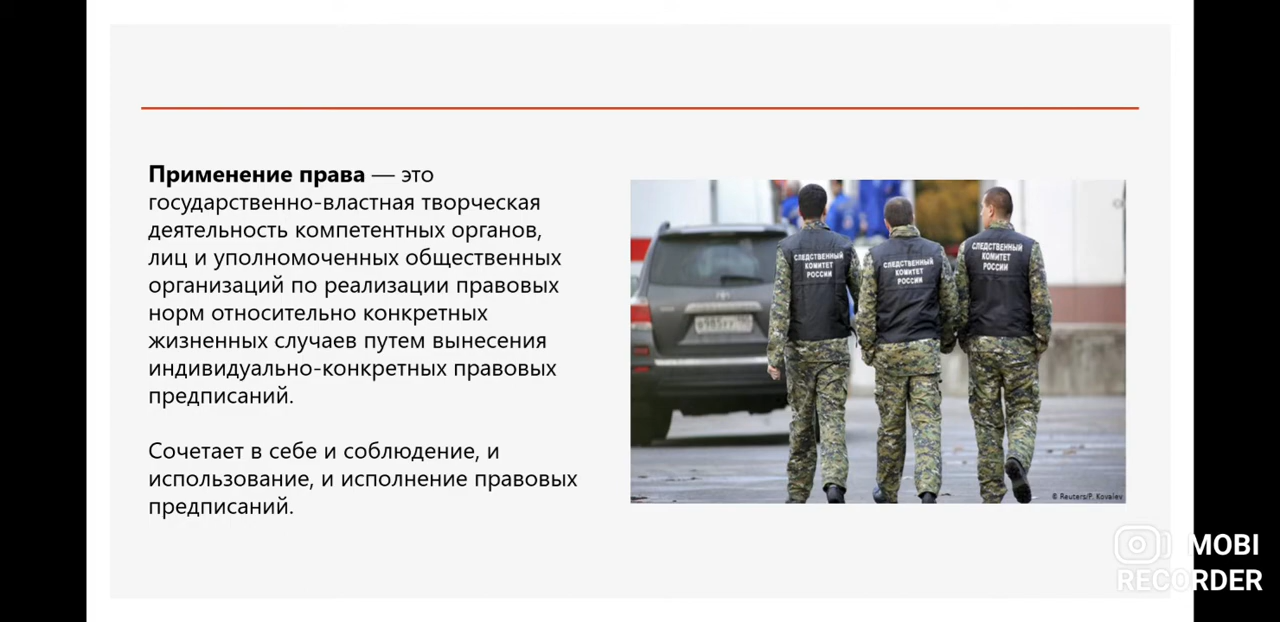 Применение права — это
государственно-властная творческая
деятельность компетентных органов,
лиц и уполномоченных общественных
организаций по реализации правовых
норм относительно конкретных
жизненных случаев путем вынесения
индивидуально-конкретных правовых
предписаний.
Сочетает в себе и соблюдение, и
использование, и исполнение правовых
предписаний.
СЛЕДСТВЕННЫЙ
КОМИТЕТ
РОССИИ
СЛЕДСТВЕННЫЙ
КОМИТЕТ
РОССИИ
СЛЕДСТВЕННЫЙ
КОМИТЕТ
РОССИИ
© Reuters/P. Kovalev
MOBI
RECORDER